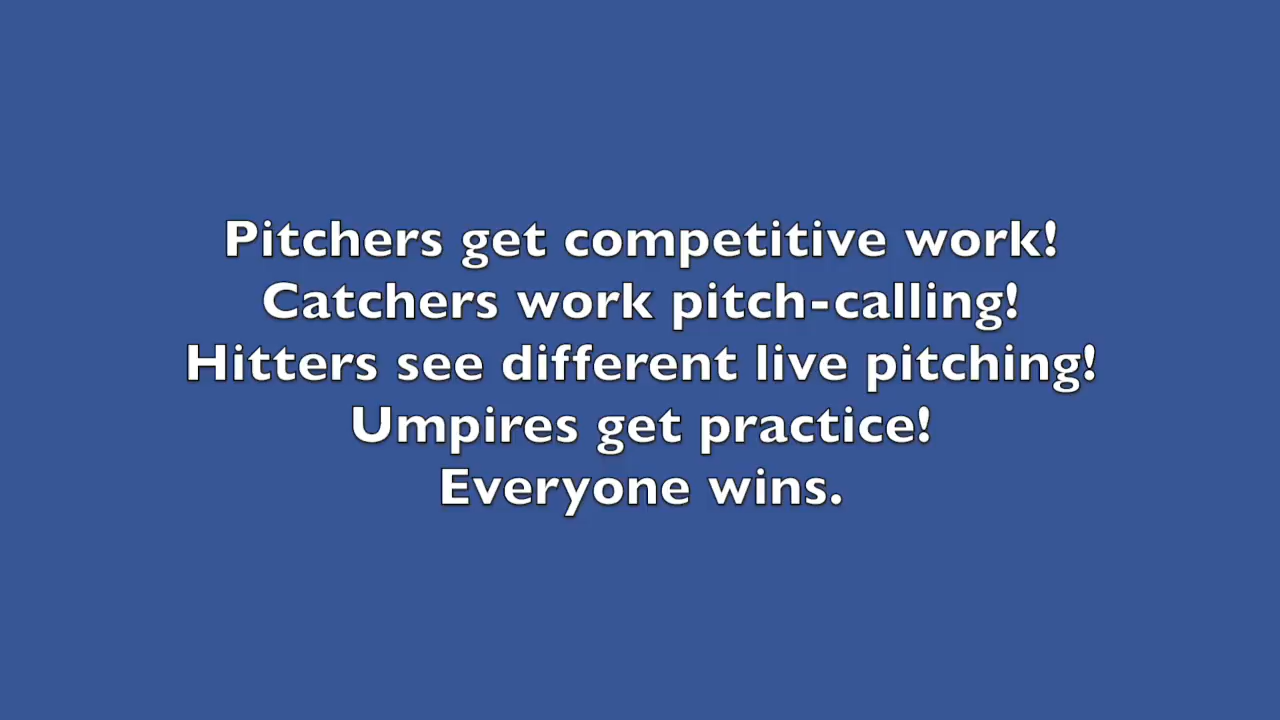 Pitchers get competitive work!
Catchers work pitch-calling!
Hitters see different live pitching!
Umpires get practice!
Everyone wins.